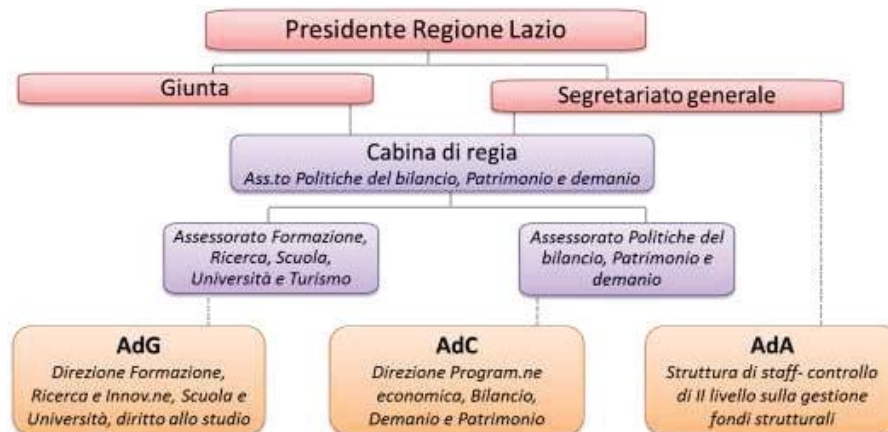 Presidente Regione Lazio
Giunta
Segretariato generale
Cabina di regia
Ass.to Politiche del bilancio, Patrimonio e demanio
Assessorato Formazione,
Ricerca, Scuola,
Università e Turismo
Assessorato Politiche del
bilancio, Patrimonio e
demanio
AdG
Direzione Formazione,
Ricerca e Innov.ne, Scuola e
Università, diritto allo studio
AdC
Direzione Program.ne
economica, Bilancio,
Demanio e Patrimonio
AdA
Struttura di staff- controllo
di II livello sulla gestione
fondi strutturali